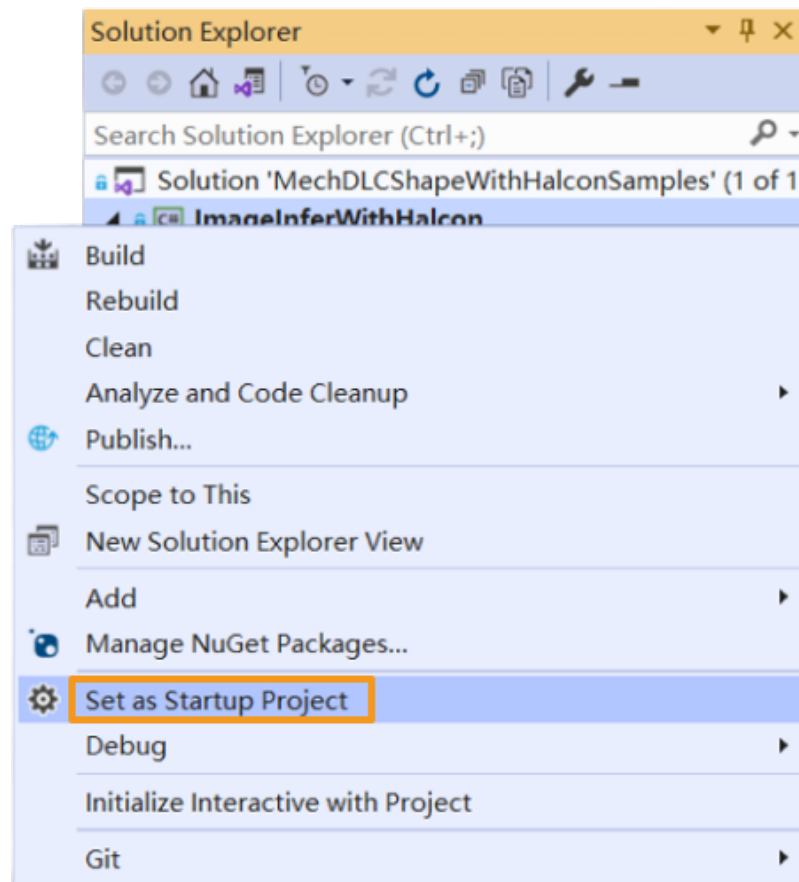 Solution Explorer
Search Solution Explorer (Ctrl+;)
Solution 'MechDLCShapeWithHalconSamples' (1 of 1
C# ImageInferWithHalcon
Build
Rebuild
Clean
Analyze and Code Cleanup
Publish...
Scope to This
New Solution Explorer View
Add
Manage NuGet Packages...
Set as Startup Project
Debug
Initialize Interactive with Project
Git